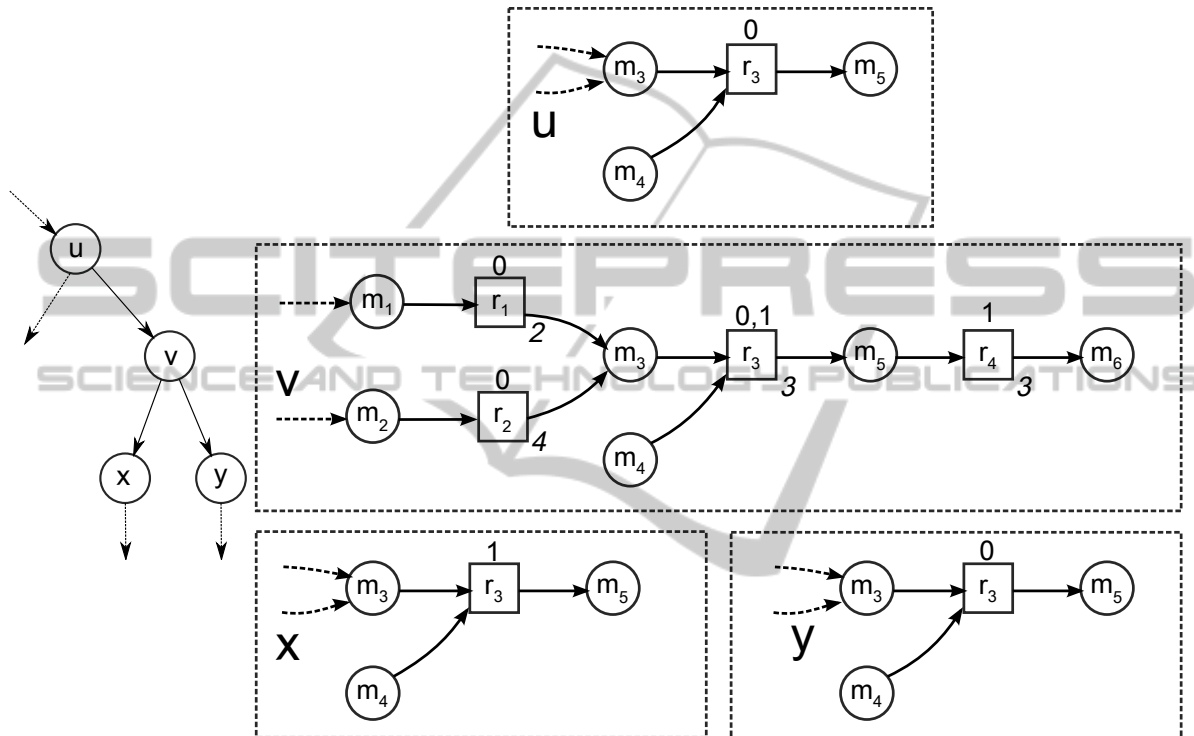 0
m3 r3 m5
u
m4
u
v
x y
0
m1 r1
2
0,1 1
m3 r3 m5 r4 m6
3 3
v
0
m2 r2
4
m4
1
m3 r3 m5
x
m4
0
m3 r3 m5
y
m4
SCITEPRESS
SCIENCE AND TECHNOLOGY PUBLICATIONS